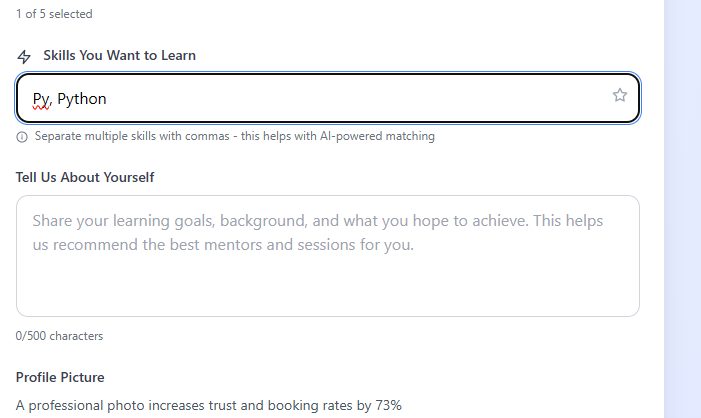 1 of 5 selected
Skills You Want to Learn
Py, Python
Separate multiple skills with commas - this helps with AI-powered matching
Tell Us About Yourself
Share your learning goals, background, and what you hope to achieve. This helps
us recommend the best mentors and sessions for you.
0/500 characters
Profile Picture
A professional photo increases trust and booking rates by 73%